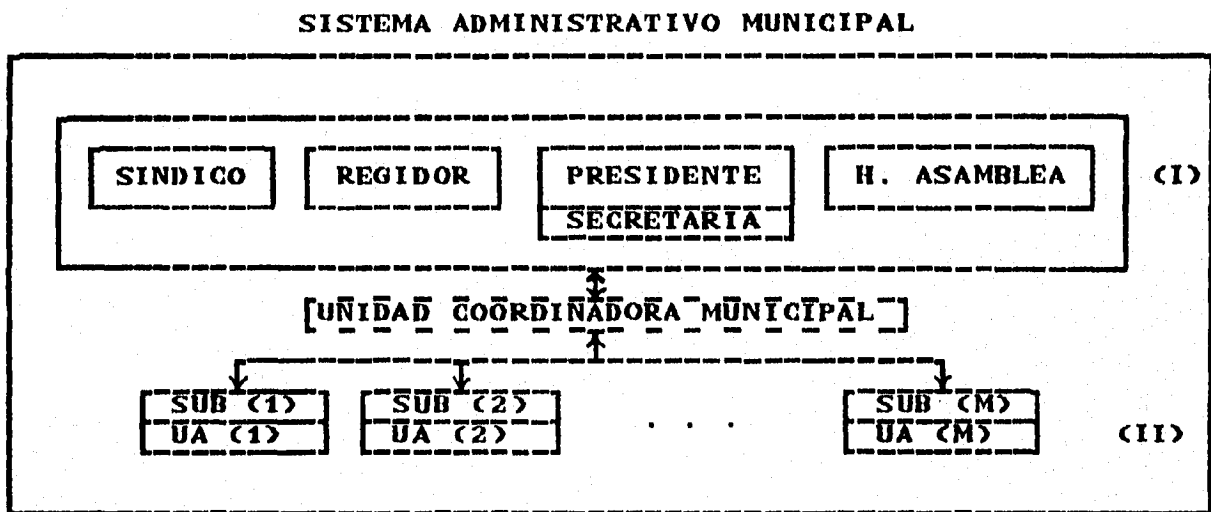 SISTEMA ADMINISTRATIVO MUNICIPAL
SINDICO REGIDOR PRESIDENTE H. ASAMBLEA (I)
SECRETARIA
UNIDAD COORDINADORA MUNICIPAL
SUB (1) SUB (2) SUB (M)
UA (1) UA (2) . . . UA (M) (II)